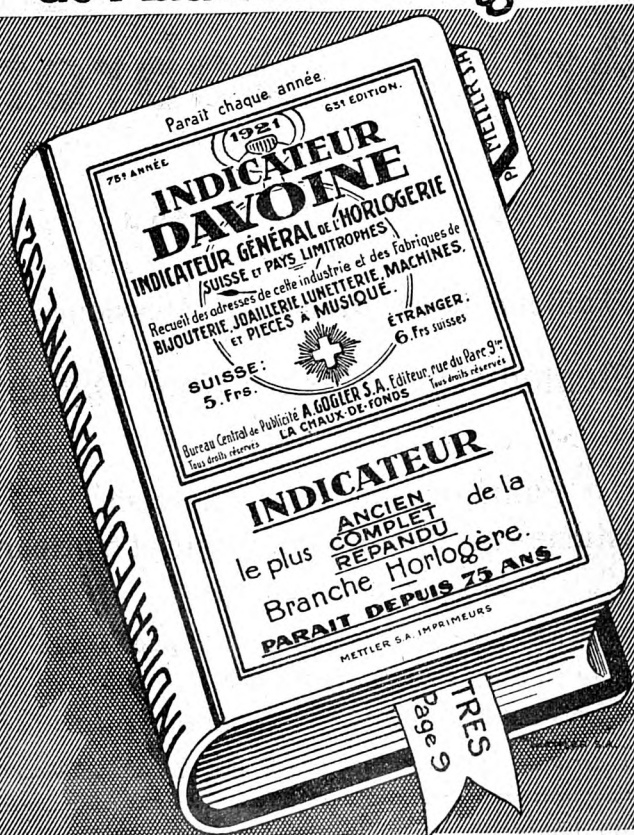 Paraît chaque année.
75e ANNÉE
1921
63e EDITION.
INDICATEUR
DAVOINE
INDICATEUR GÉNÉRAL DE L'HORLOGERIE
SUISSE ET PAYS LIMITROPHES
Recueil des adresses de cette industrie et des Fabriques de
BIJOUTERIE, JOAILLERIE, LUNETTERIE, MACHINES,
ET PIECES À MUSIQUE.
SUISSE:
5. Frs.
ÉTRANGER:
6. Frs suisses
Bureau Central de Publicité A. GOGLER S.A. Editeur, rue du Parc 9ter
Tous droits réservés
LA CHAUX-DE-FONDS
Tous droits réservés
INDICATEUR
le plus
ANCIEN
COMPLET
REPANDU
de la
Branche Horlogère.
PARAIT DEPUIS 75 ANS
METTLER S.A. IMPRIMEURS
INDICATEUR DAVOINE 1921
METTLER S.A.
TRES
Page 9
METTLER S.A.